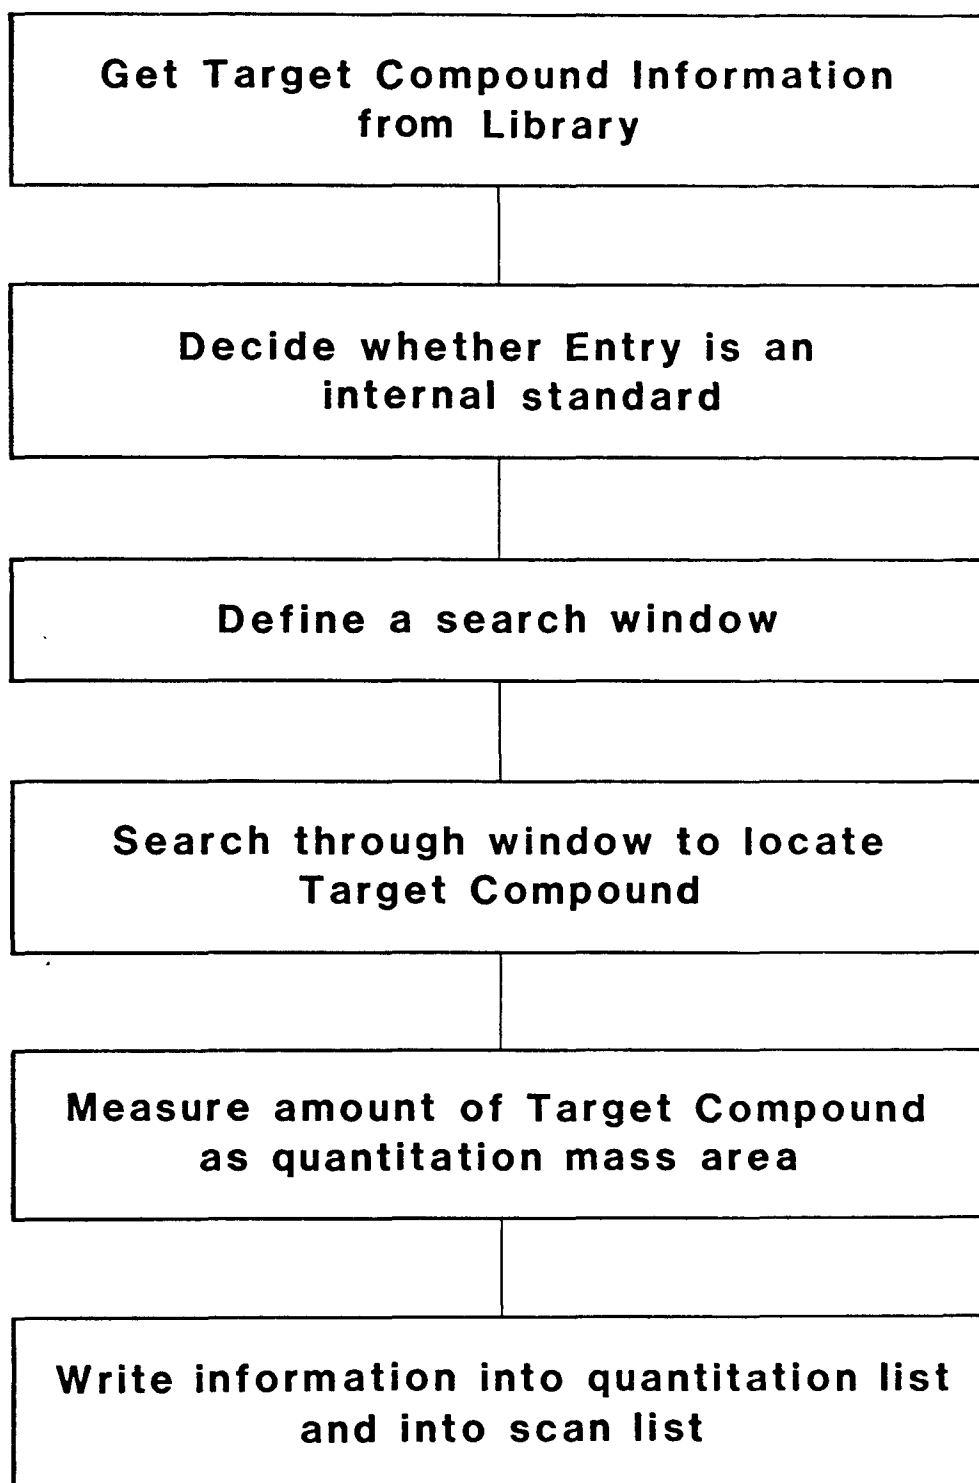 Get Target Compound Information
from Library
Decide whether Entry is an
internal standard
Define a search window
Search through window to locate
Target Compound
Measure amount of Target Compound
as quantitation mass area
Write information into quantitation list
and into scan list